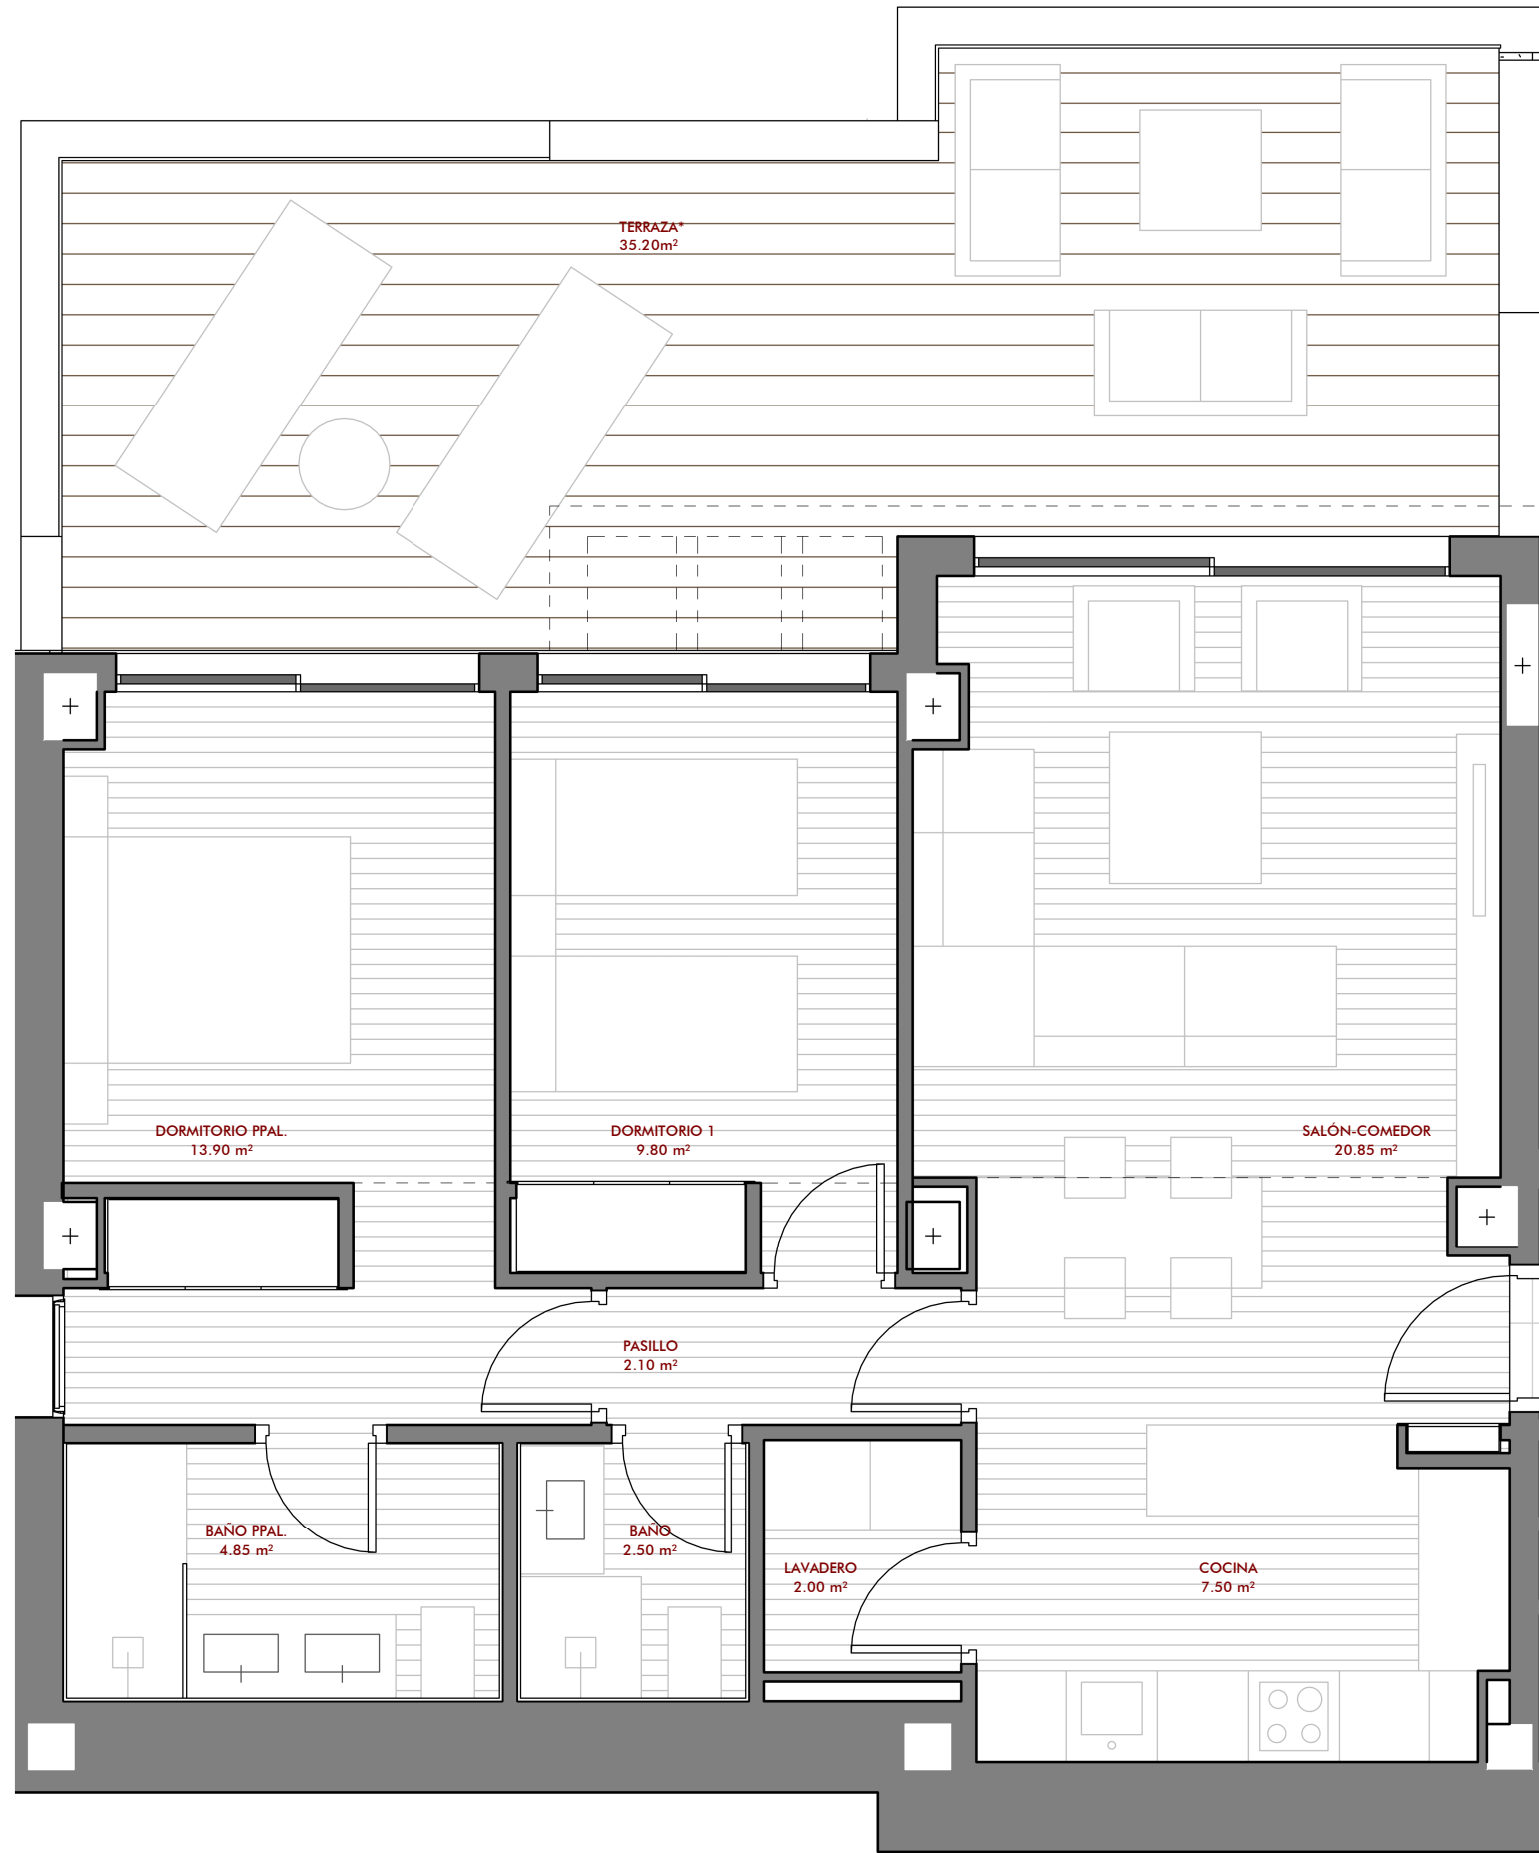 TERRAZA*
35.20m²
DORMITORIO PPAL.
13.90 m²
DORMITORIO 1
9.80 m²
SALÓN-COMEDOR
20.85 m²
PASILLO
2.10 m²
BAÑO PPAL.
4.85 m²
BAÑO
2.50 m²
LAVADERO
2.00 m²
COCINA
7.50 m²